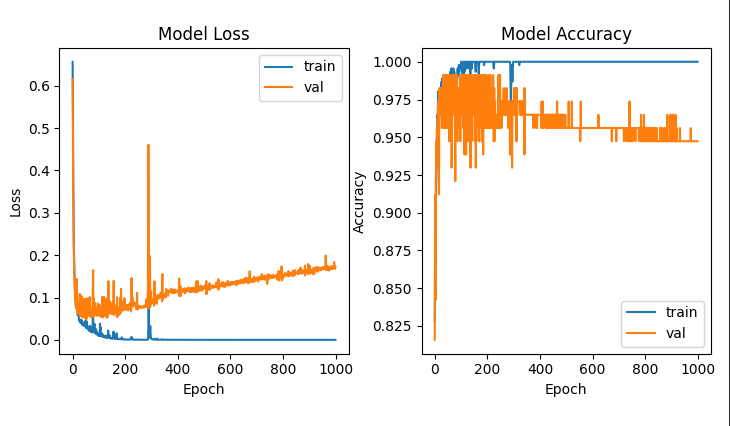 Model Loss
0.6
0.5
0.4
0.3
0.2
0.1
0.0
Loss
train
val
0 200 400 600 800 1000
Epoch
Model Accuracy
1.000
0.975
0.950
0.925
0.900
0.875
0.850
0.825
Accuracy
train
val
0 200 400 600 800 1000
Epoch